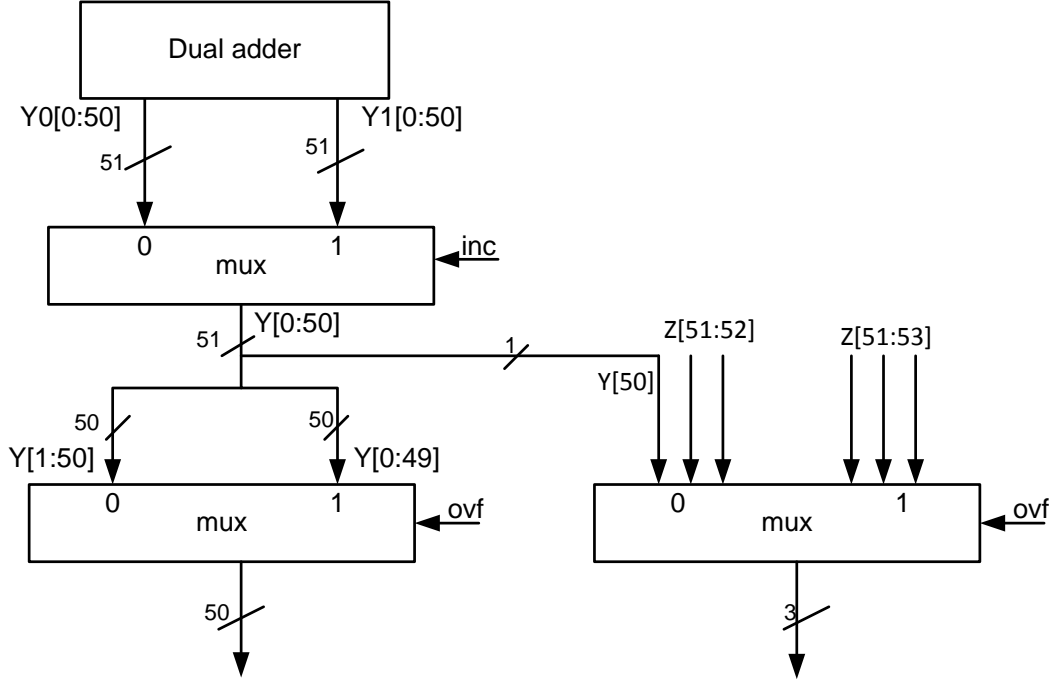 Dual adder
Y0[0:50]
Y1[0:50]
51
51
0
1
mux
inc
51
Y[0:50]
1
Z[51:52]
Z[51:53]
Y[50]
50
50
Y[1:50]
Y[0:49]
0
1
mux
ovf
0
1
mux
ovf
50
3